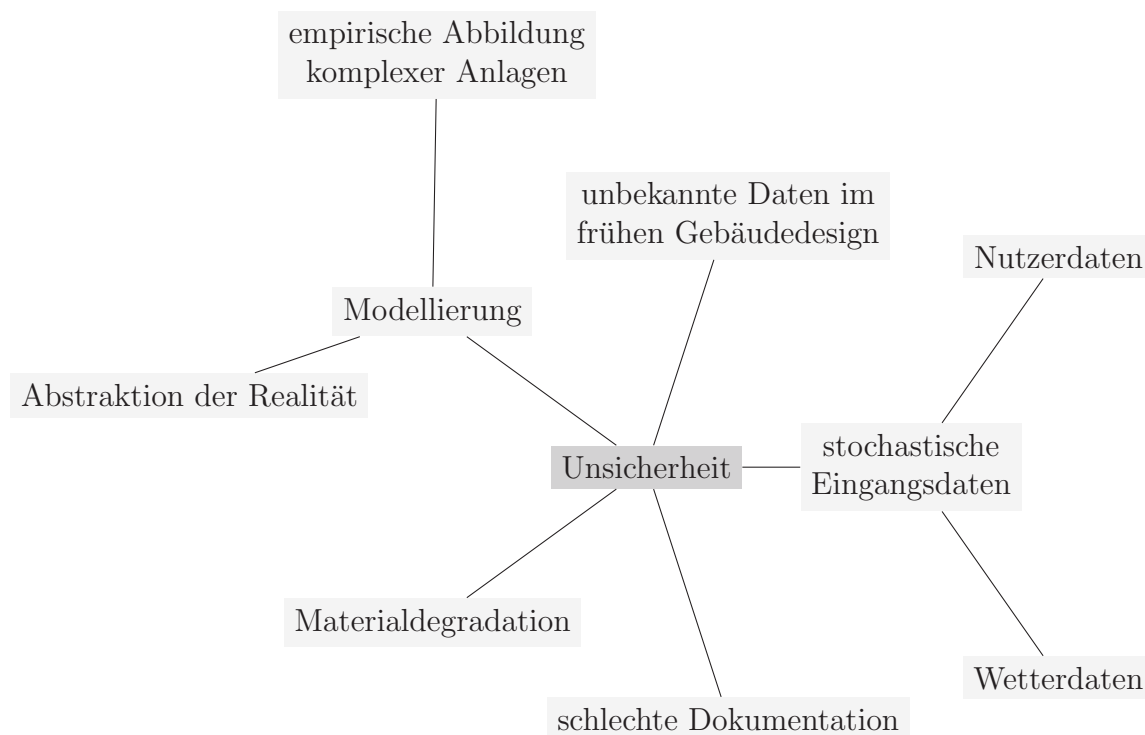 empirische Abbildung
komplexer Anlagen
unbekannte Daten im
frühen Gebäudedesign
Nutzerdaten
Modellierung
Abstraktion der Realität
Unsicherheit
stochastische
Eingangsdaten
Materialdegradation
Wetterdaten
schlechte Dokumentation